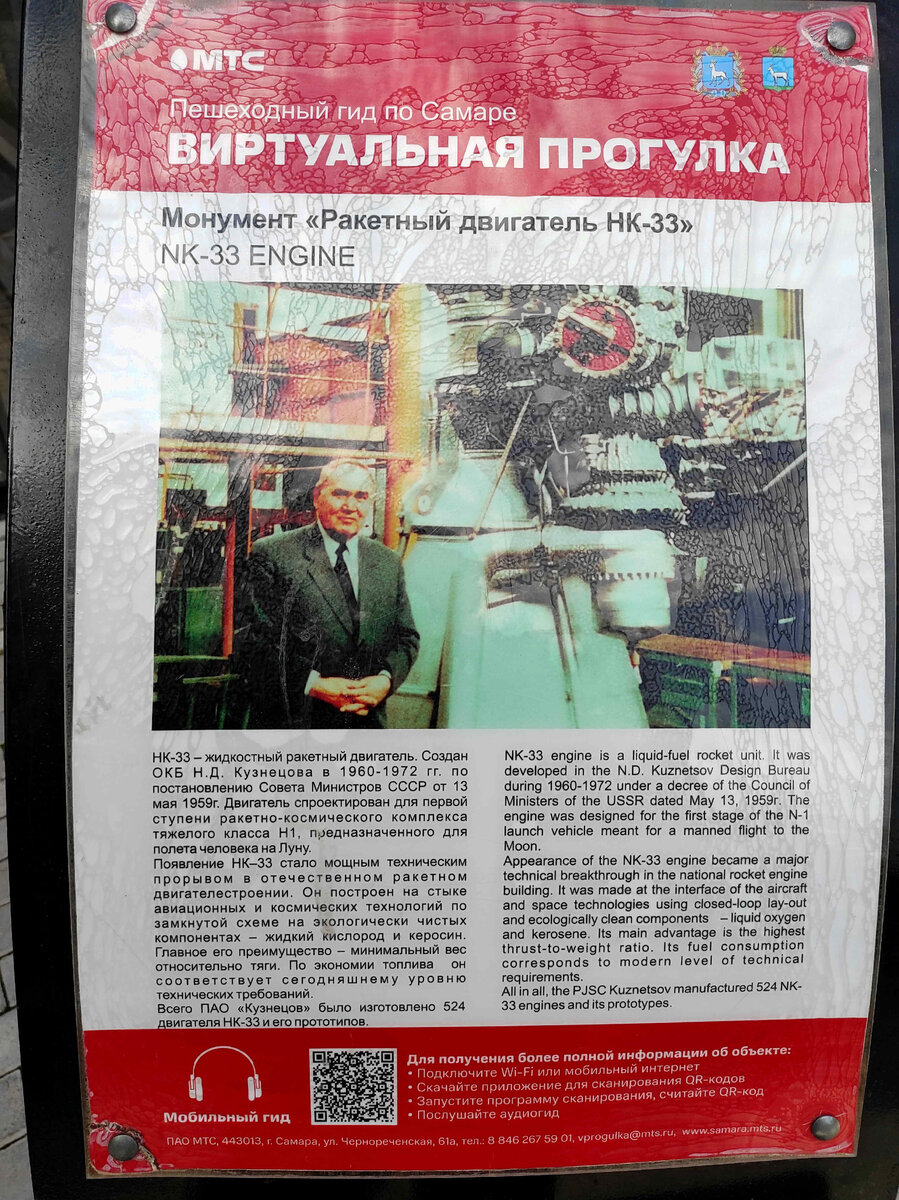 МТС
Пешеходный гид по Самаре
ВИРТУАЛЬНАЯ ПРОГУЛКА
Монумент «Ракетный двигатель НК-33»
NK-33 ENGINE
НК-33 – жидкостный ракетный двигатель. Создан
ОКБ Н.Д. Кузнецова в 1960-1972 гг. по
постановлению Совета Министров СССР от 13
мая 1959г. Двигатель спроектирован для первой
ступени ракетно-космического комплекса
тяжелого класса Н1, предназначенного для
полета человека на Луну.
Появление НК–33 стало мощным техническим
прорывом в отечественном ракетном
двигателестроении. Он построен на стыке
авиационных и космических технологий по
замкнутой схеме на экологически чистых
компонентах – жидкий кислород и керосин.
Главное его преимущество – минимальный вес
относительно тяги. По экономии топлива он
соответствует сегодняшнему уровню
технических требований.
Всего ПАО «Кузнецов» было изготовлено 524
двигателя НК-33 и его прототипов.
NK-33 engine is a liquid-fuel rocket unit. It was
developed in the N.D. Kuznetsov Design Bureau
during 1960-1972 under a decree of the Council of
Ministers of the USSR dated May 13, 1959г. The
engine was designed for the first stage of the N-1
launch vehicle meant for a manned flight to the
Moon.
Appearance of the NK-33 engine became a major
technical breakthrough in the national rocket engine
building. It was made at the interface of the aircraft
and space technologies using closed-loop lay-out
and ecologically clean components – liquid oxygen
and kerosene. Its main advantage is the highest
thrust-to-weight ratio. Its fuel consumption
corresponds to modern level of technical
requirements.
All in all, the PJSC Kuznetsov manufactured 524 NK-
33 engines and its prototypes.
Мобильный гид
Для получения более полной информации об объекте:
• Подключите Wi-Fi или мобильный интернет
• Скачайте приложение для сканирования QR-кодов
• Запустите программу сканирования, считайте QR-код
• Послушайте аудиогид
ПАО МТС, 443013, г. Самара, ул. Чернореченская, 61а, тел.: 8 846 267 59 01, vprogulka@mts.ru, www.samara.mts.ru